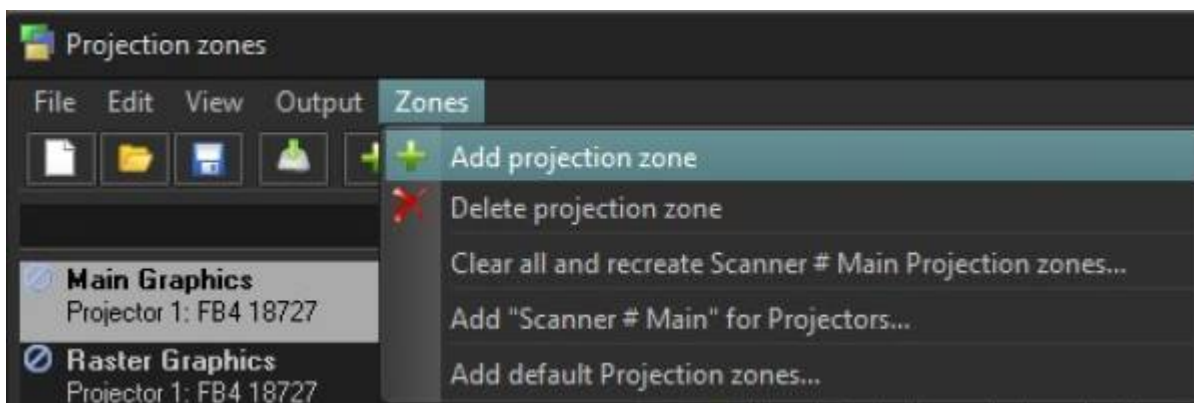 Projection zones
File Edit View Output Zones
Add projection zone
Delete projection zone
Clear all and recreate Scanner # Main Projection zones...
Add "Scanner # Main" for Projectors...
Add default Projection zones...
Main Graphics
Projector 1: FB4 18727
Raster Graphics
Projector 1: FB4 18727